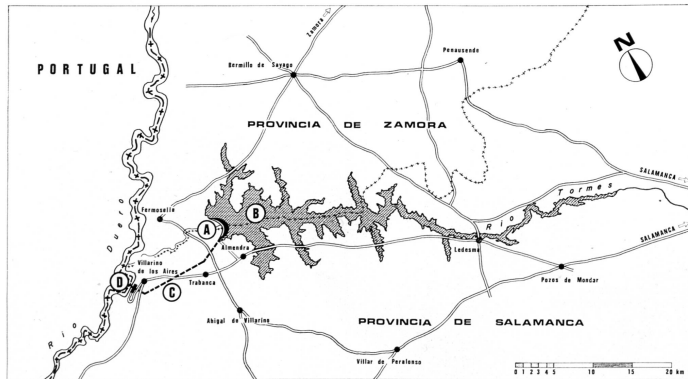 Zamora
Penausende
N
PORTUGAL
Bermillo de Sayago
PROVINCIA DE ZAMORA
SALAMANCA
Río Tormes
Fermoselle
B
A
Río Duero
SALAMANCA
Almendra
Ledesma
Villarino
de los Aires
D
Trabanca
C
Pozos de Mondar
Abigal de Villarino
PROVINCIA DE SALAMANCA
Villar de Peralonso
0 1 2 3 4 5 10 15 20 km